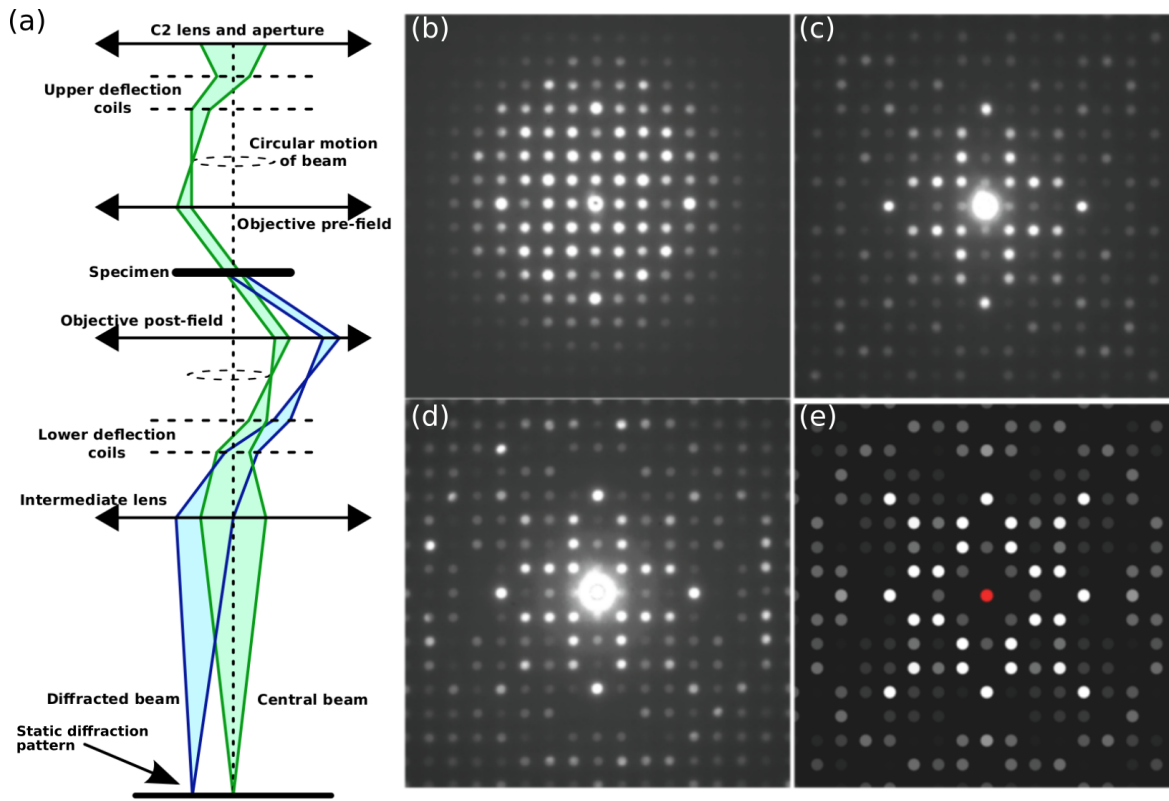 (a)
C2 lens and aperture
Upper deflection
coils
Circular motion
of beam
Objective pre-field
Specimen
Objective post-field
Lower deflection
coils
Intermediate lens
Diffracted beam
Central beam
Static diffraction
pattern
(b)
(c)
(d)
(e)